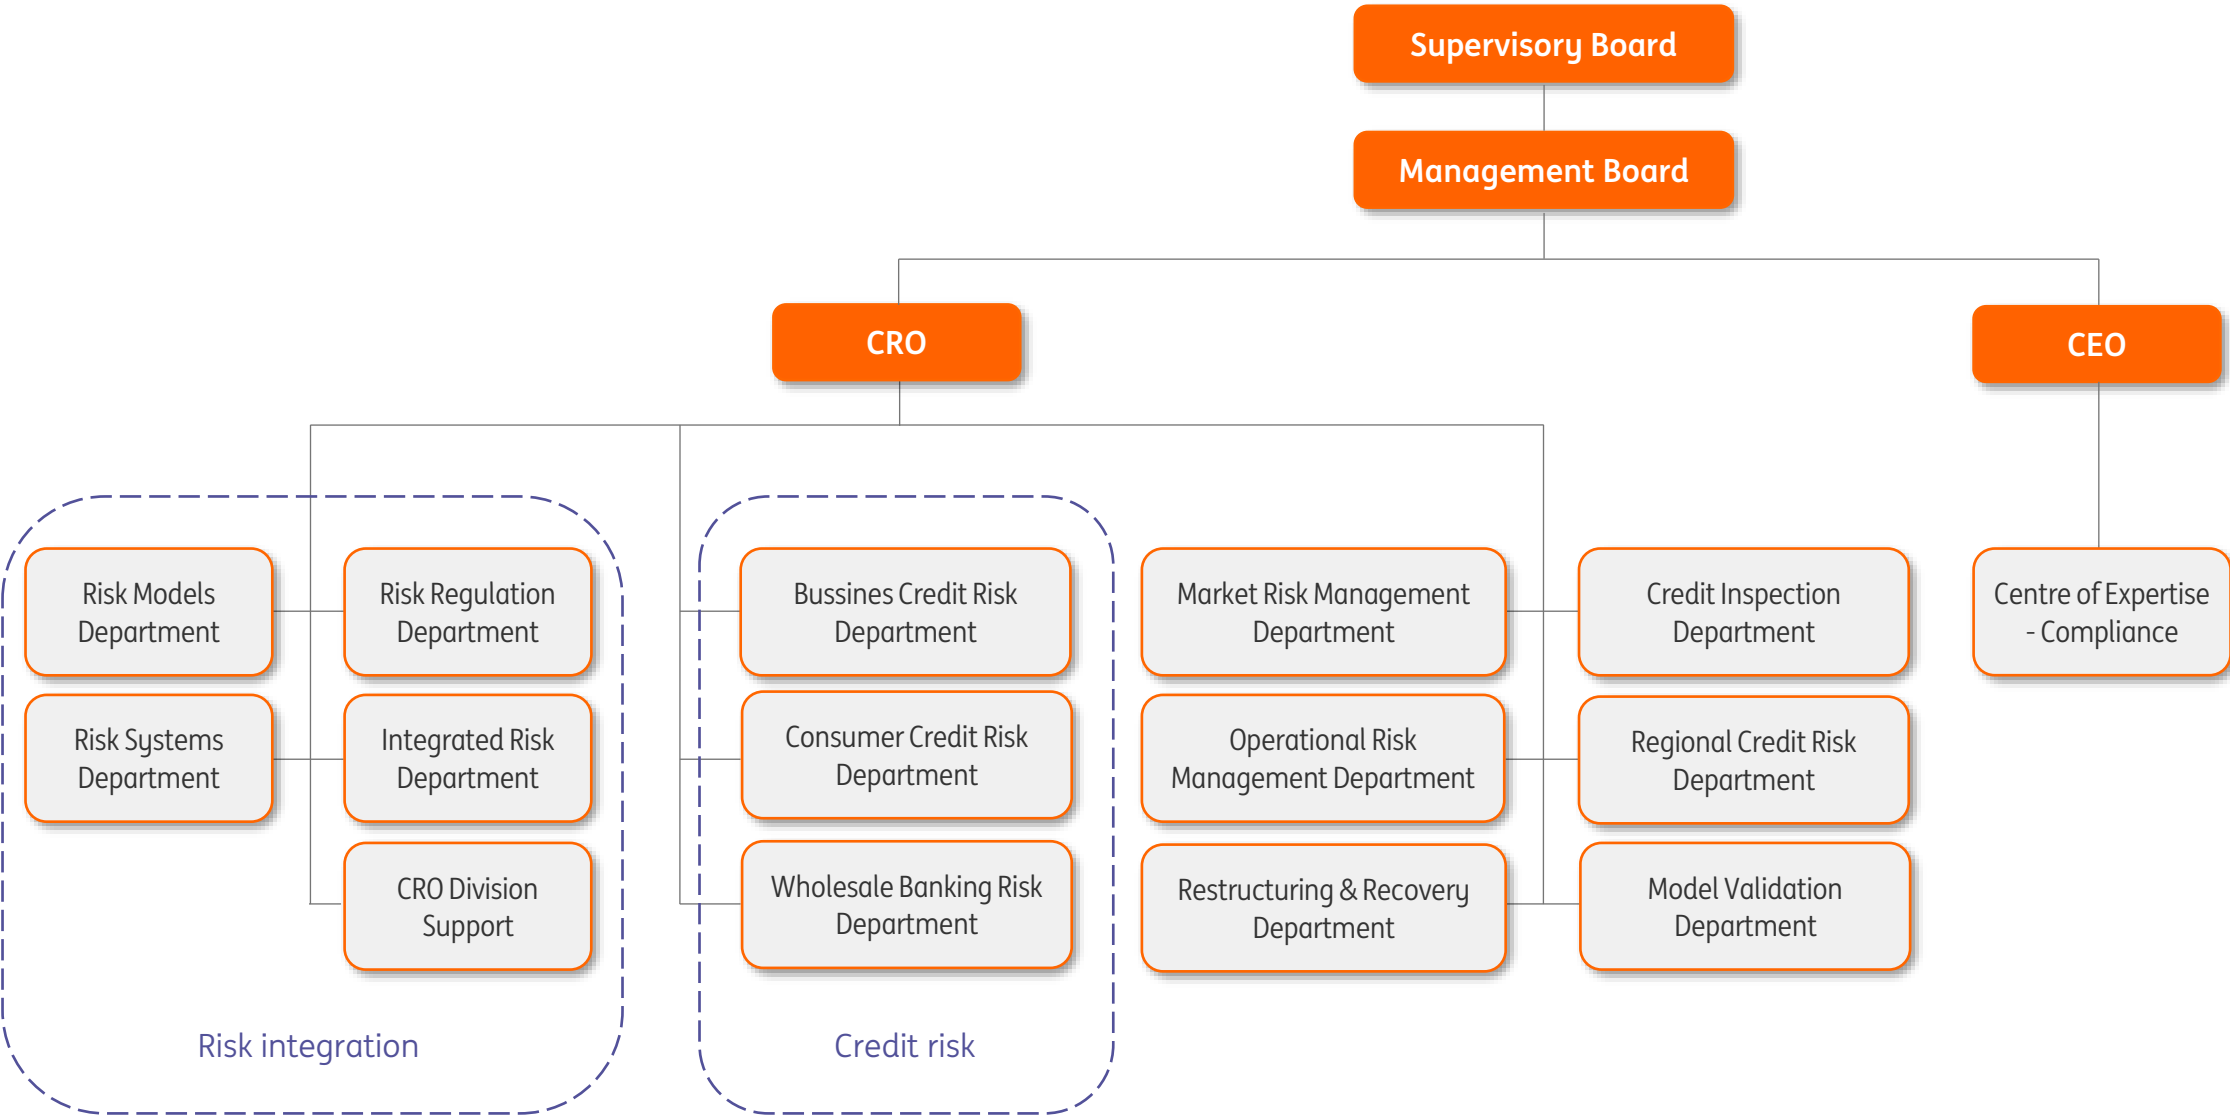 Supervisory Board
Management Board
CRO
CEO
Risk Models
Department
Risk Regulation
Department
Bussines Credit Risk
Department
Market Risk Management
Department
Credit Inspection
Department
Centre of Expertise
- Compliance
Risk Systems
Department
Integrated Risk
Department
Consumer Credit Risk
Department
Operational Risk
Management Department
Regional Credit Risk
Department
CRO Division
Support
Wholesale Banking Risk
Department
Restructuring & Recovery
Department
Model Validation
Department
Risk integration
Credit risk